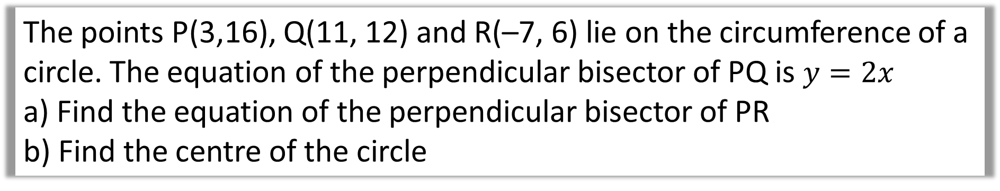 The points P(3,16), Q(11, 12) and R(–7, 6) lie on the circumference of a
circle. The equation of the perpendicular bisector of PQ is y = 2x
a) Find the equation of the perpendicular bisector of PR
b) Find the centre of the circle